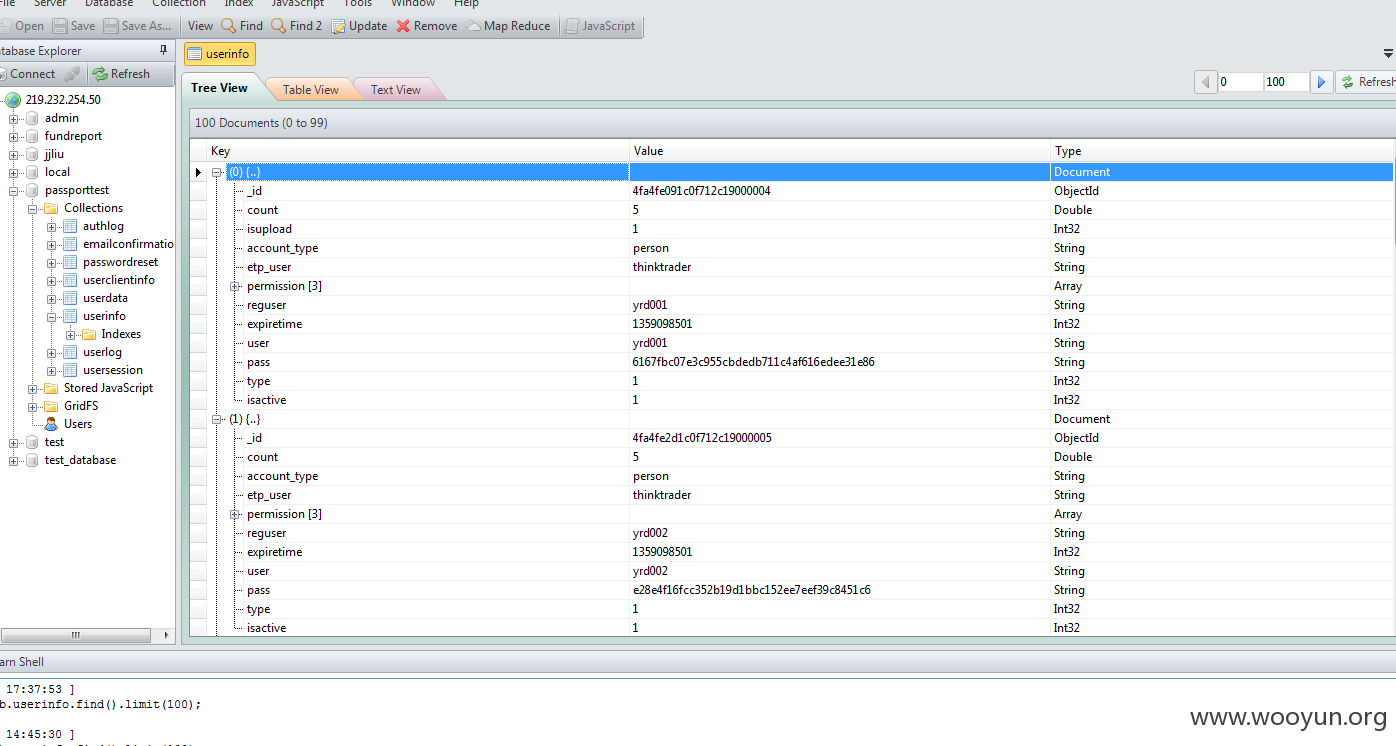 File Server Database Collection Index JavaScript Tools Window Help
Open Save Save As... View Find Find 2 Update Remove Map Reduce JavaScript
tabase Explorer
userinfo
Connect Refresh
Tree View Table View Text View
0 100 Refresh
219.232.254.50
admin
fundreport
jjliu
local
passporttest
Collections
authlog
emailconfirmatio
passwordreset
userclientinfo
userdata
userinfo
Indexes
userlog
usersession
Stored JavaScript
GridFS
Users
test
test_database
100 Documents (0 to 99)
Key Value Type
(0) {..} Document
_id 4fa4fe091c0f712c19000004 ObjectId
count 5 Double
isupload 1 Int32
account_type person String
etp_user thinktrader String
permission [3] Array
reguser yrd001 String
expiretime 1359098501 Int32
user yrd001 String
pass 6167fbc07e3c955cbdedb711c4af616edee31e86 String
type 1 Int32
isactive 1 Int32
(1) {..} Document
_id 4fa4fe2d1c0f712c19000005 ObjectId
count 5 Double
account_type person String
etp_user thinktrader String
permission [3] Array
reguser yrd002 String
expiretime 1359098501 Int32
user yrd002 String
pass e28e4f16fcc352b19d1bbc152ee7eef39c8451c6 String
type 1 Int32
isactive 1 Int32
arn Shell
17:37:53 ]
b.userinfo.find().limit(100);
14:45:30 ]
www.wooyun.org